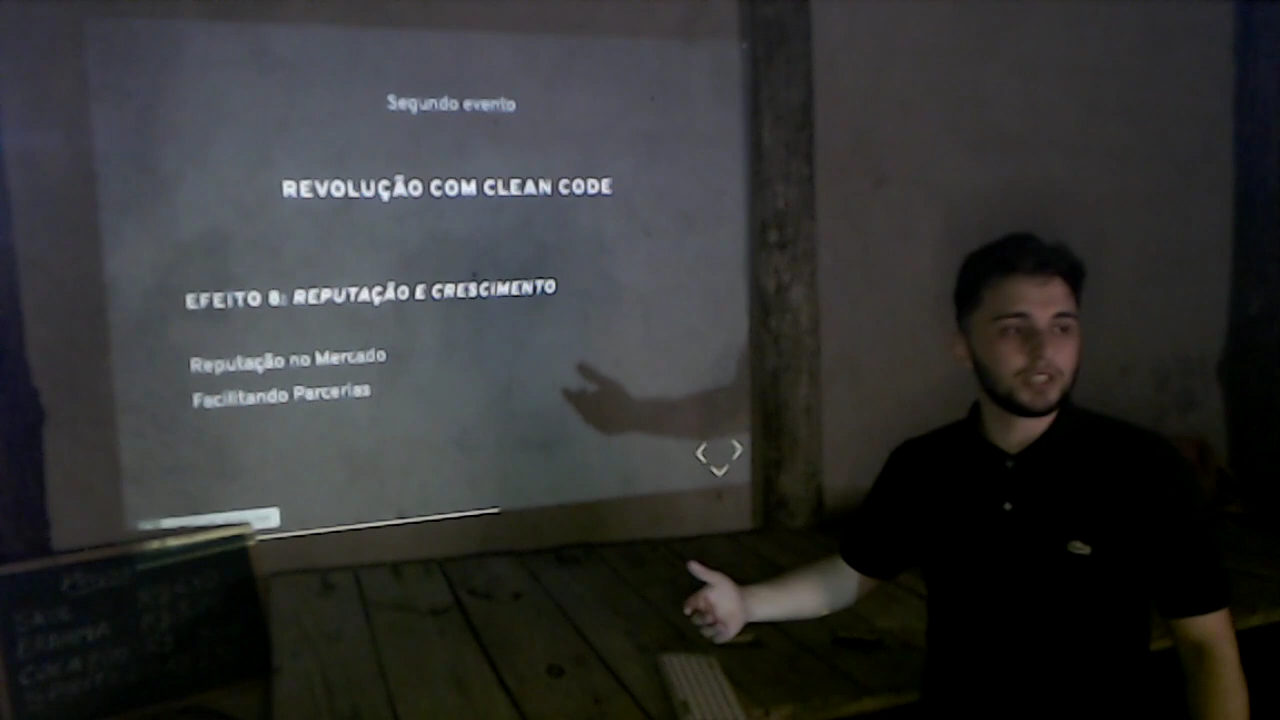 Segundo evento
REVOLUÇÃO COM CLEAN CODE
EFEITO 8: REPUTAÇÃO E CRESCIMENTO
Reputação no Mercado
Facilitando Parcerias